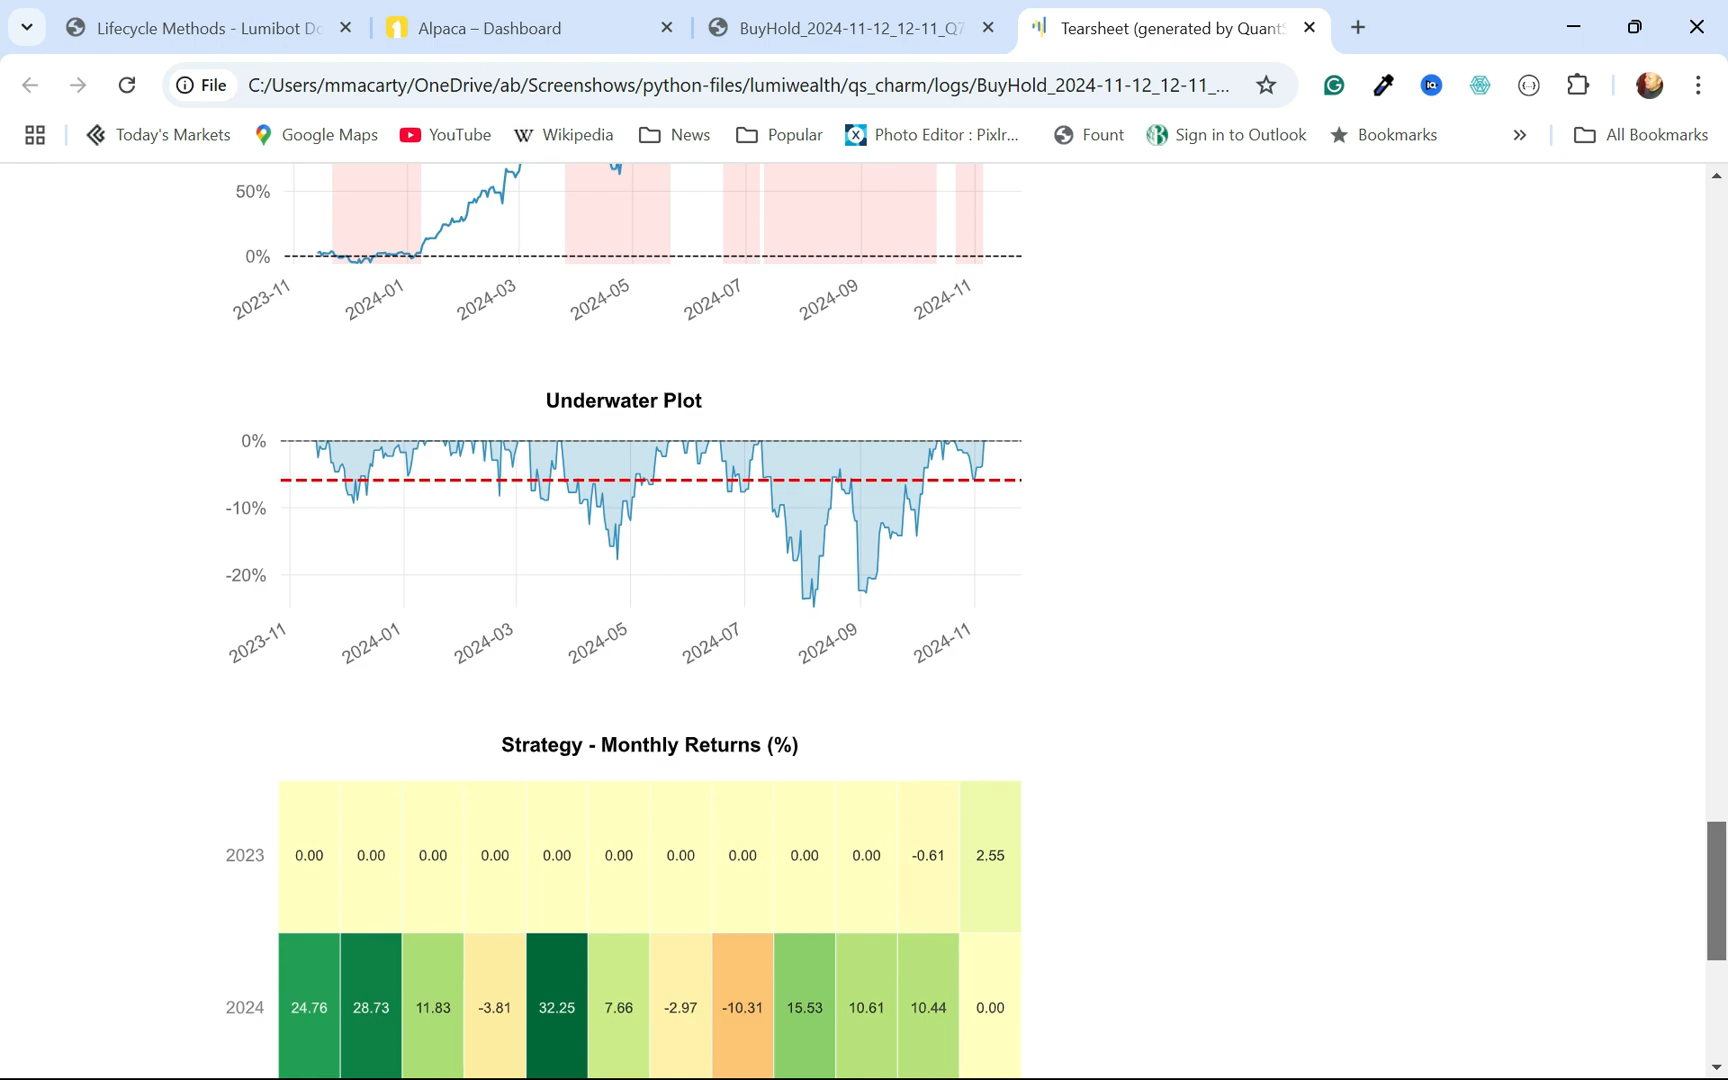 Lifecycle Methods - Lumibot Do
Alpaca – Dashboard
BuyHold_2024-11-12_12-11_Q7
Tearsheet (generated by QuantS
File
C:/Users/mmacarty/OneDrive/ab/Screenshows/python-files/lumiwealth/qs_charm/logs/BuyHold_2024-11-12_12-11_...
Today's Markets
Google Maps
YouTube
Wikipedia
News
Popular
Photo Editor : Pixlr...
Fount
Sign in to Outlook
Bookmarks
»
All Bookmarks
50%
0%
2023-11 2024-01 2024-03 2024-05 2024-07 2024-09 2024-11
Underwater Plot
0%
-10%
-20%
2023-11 2024-01 2024-03 2024-05 2024-07 2024-09 2024-11
Strategy - Monthly Returns (%)
2023 0.00 0.00 0.00 0.00 0.00 0.00 0.00 0.00 0.00 0.00 -0.61 2.55
2024 24.76 28.73 11.83 -3.81 32.25 7.66 -2.97 -10.31 15.53 10.61 10.44 0.00